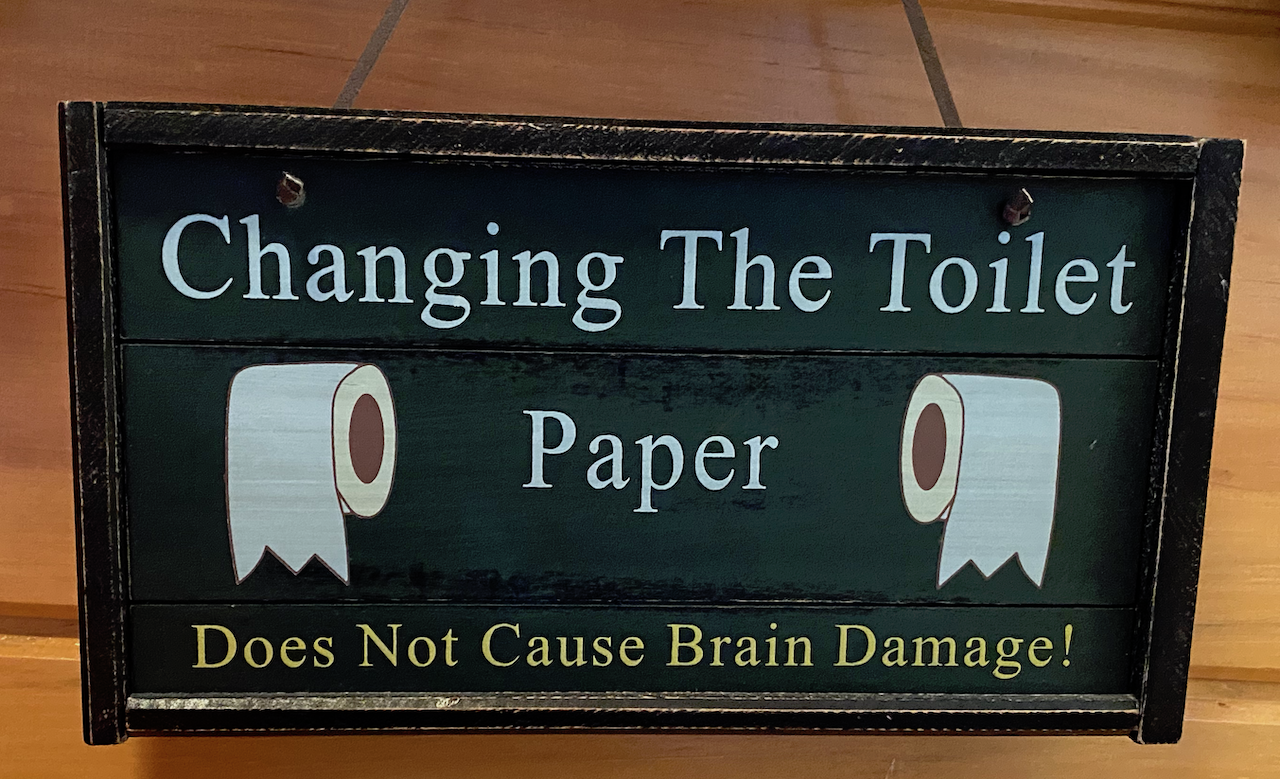 Changing The Toilet
Paper
Does Not Cause Brain Damage!